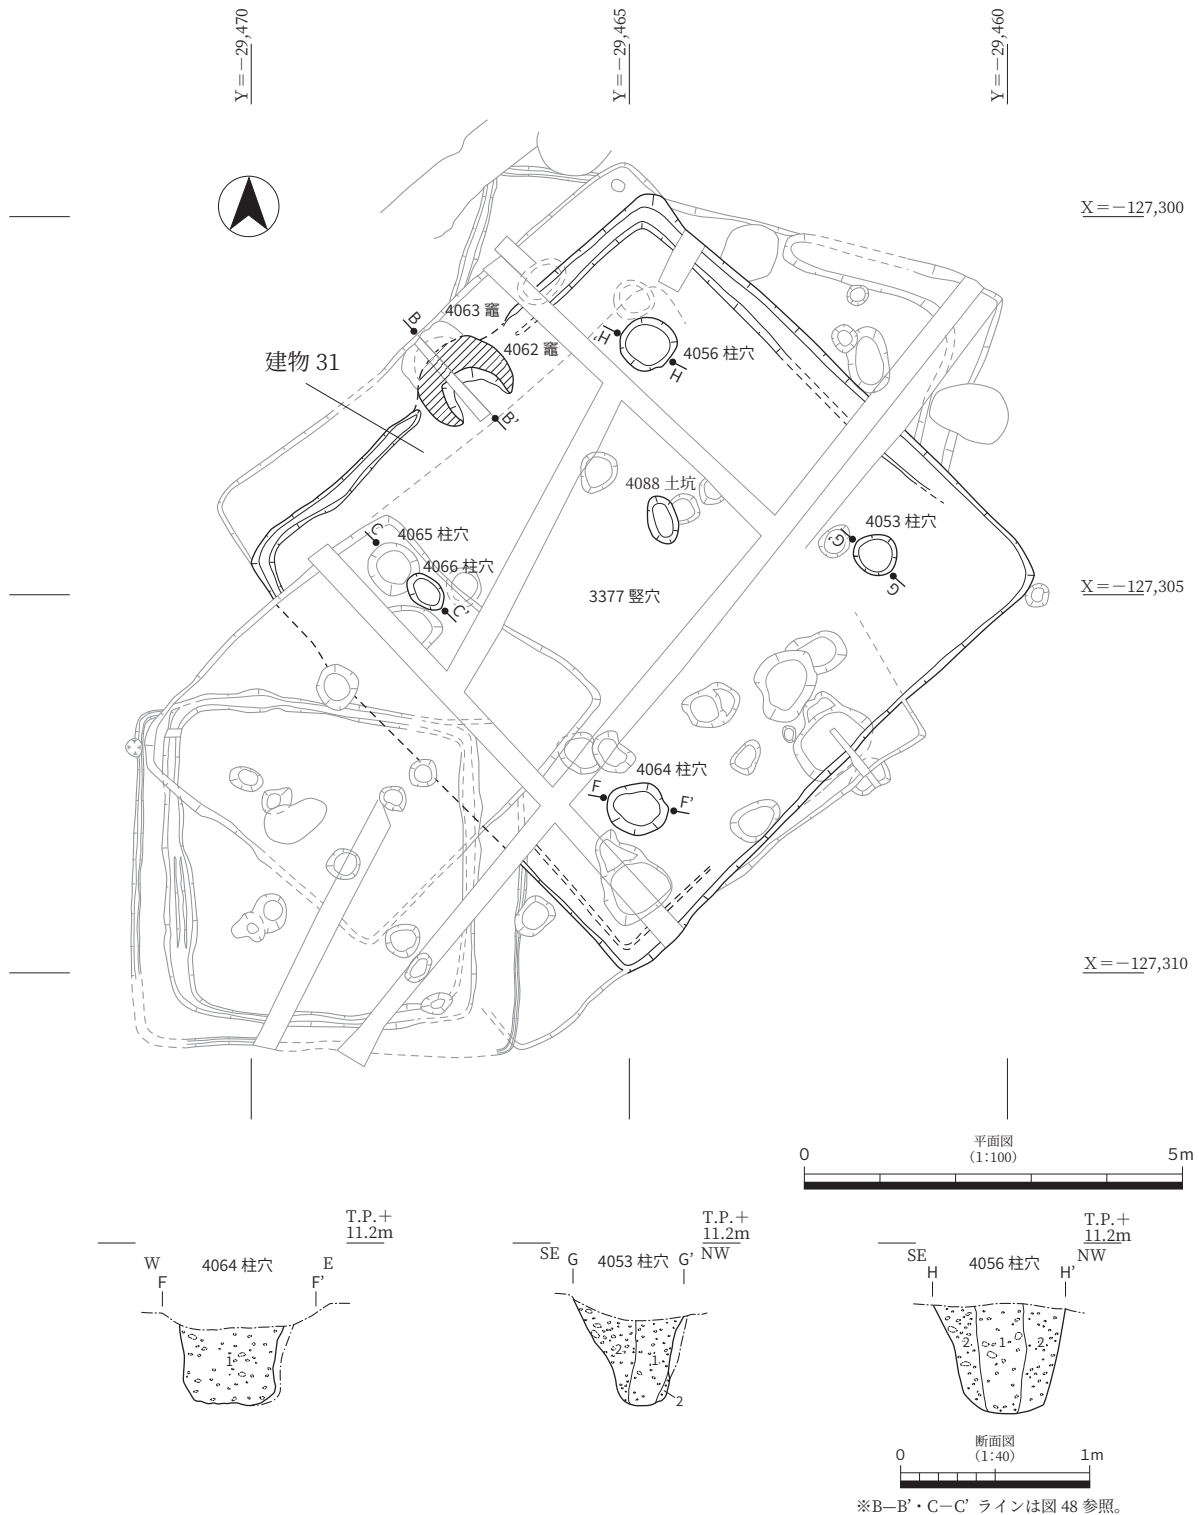 Y＝－29,470
Y＝－29,465
Y＝－29,460
X＝－127,300
4063 竈
B
4062 竈
H'
4056 柱穴
H
建物 31
B'
4088 土坑
4053 柱穴
C
4065 柱穴
G'
4066 柱穴
G
C'
3377 竪穴
X＝－127,305
4064 柱穴
F
F'
X＝－127,310
平面図
（1：100）
0
5m
T.P.＋
11.2m
W
4064 柱穴
E
F
F'
1
T.P.＋
11.2m
SE
G
4053 柱穴
G'
NW
2
1
2
T.P.＋
11.2m
SE
H
4056 柱穴
H'
NW
2
1
2
断面図
（1：40）
0
1m
※B―B'・C－C' ラインは図 48 参照。